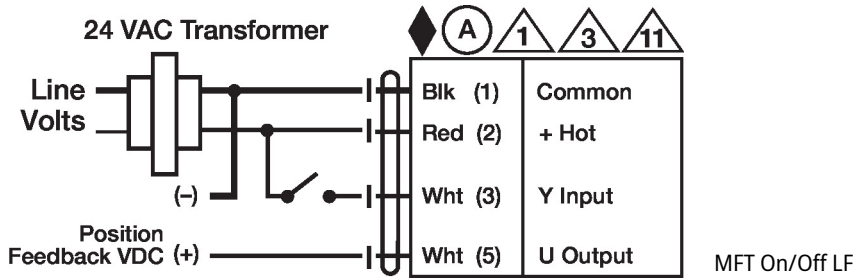 24 VAC Transformer
A 1 3 11
Line
Volts
Blk (1) Common
Red (2) + Hot
(–)
Wht (3) Y Input
Position
Feedback VDC (+)
Wht (5) U Output
MFT On/Off LF